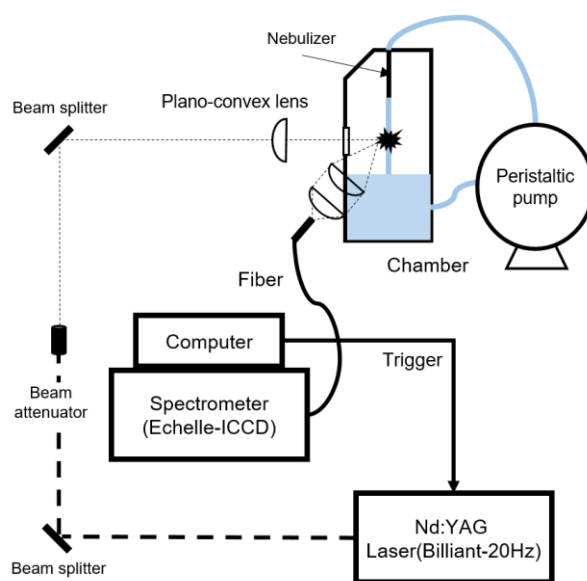 Nebulizer
Plano-convex lens
Beam splitter
Peristaltic
pump
Chamber
Fiber
Computer
Trigger
Beam
attenuator
Spectrometer
(Echelle-ICCD)
Nd:YAG
Laser(Billiant-20Hz)
Beam splitter